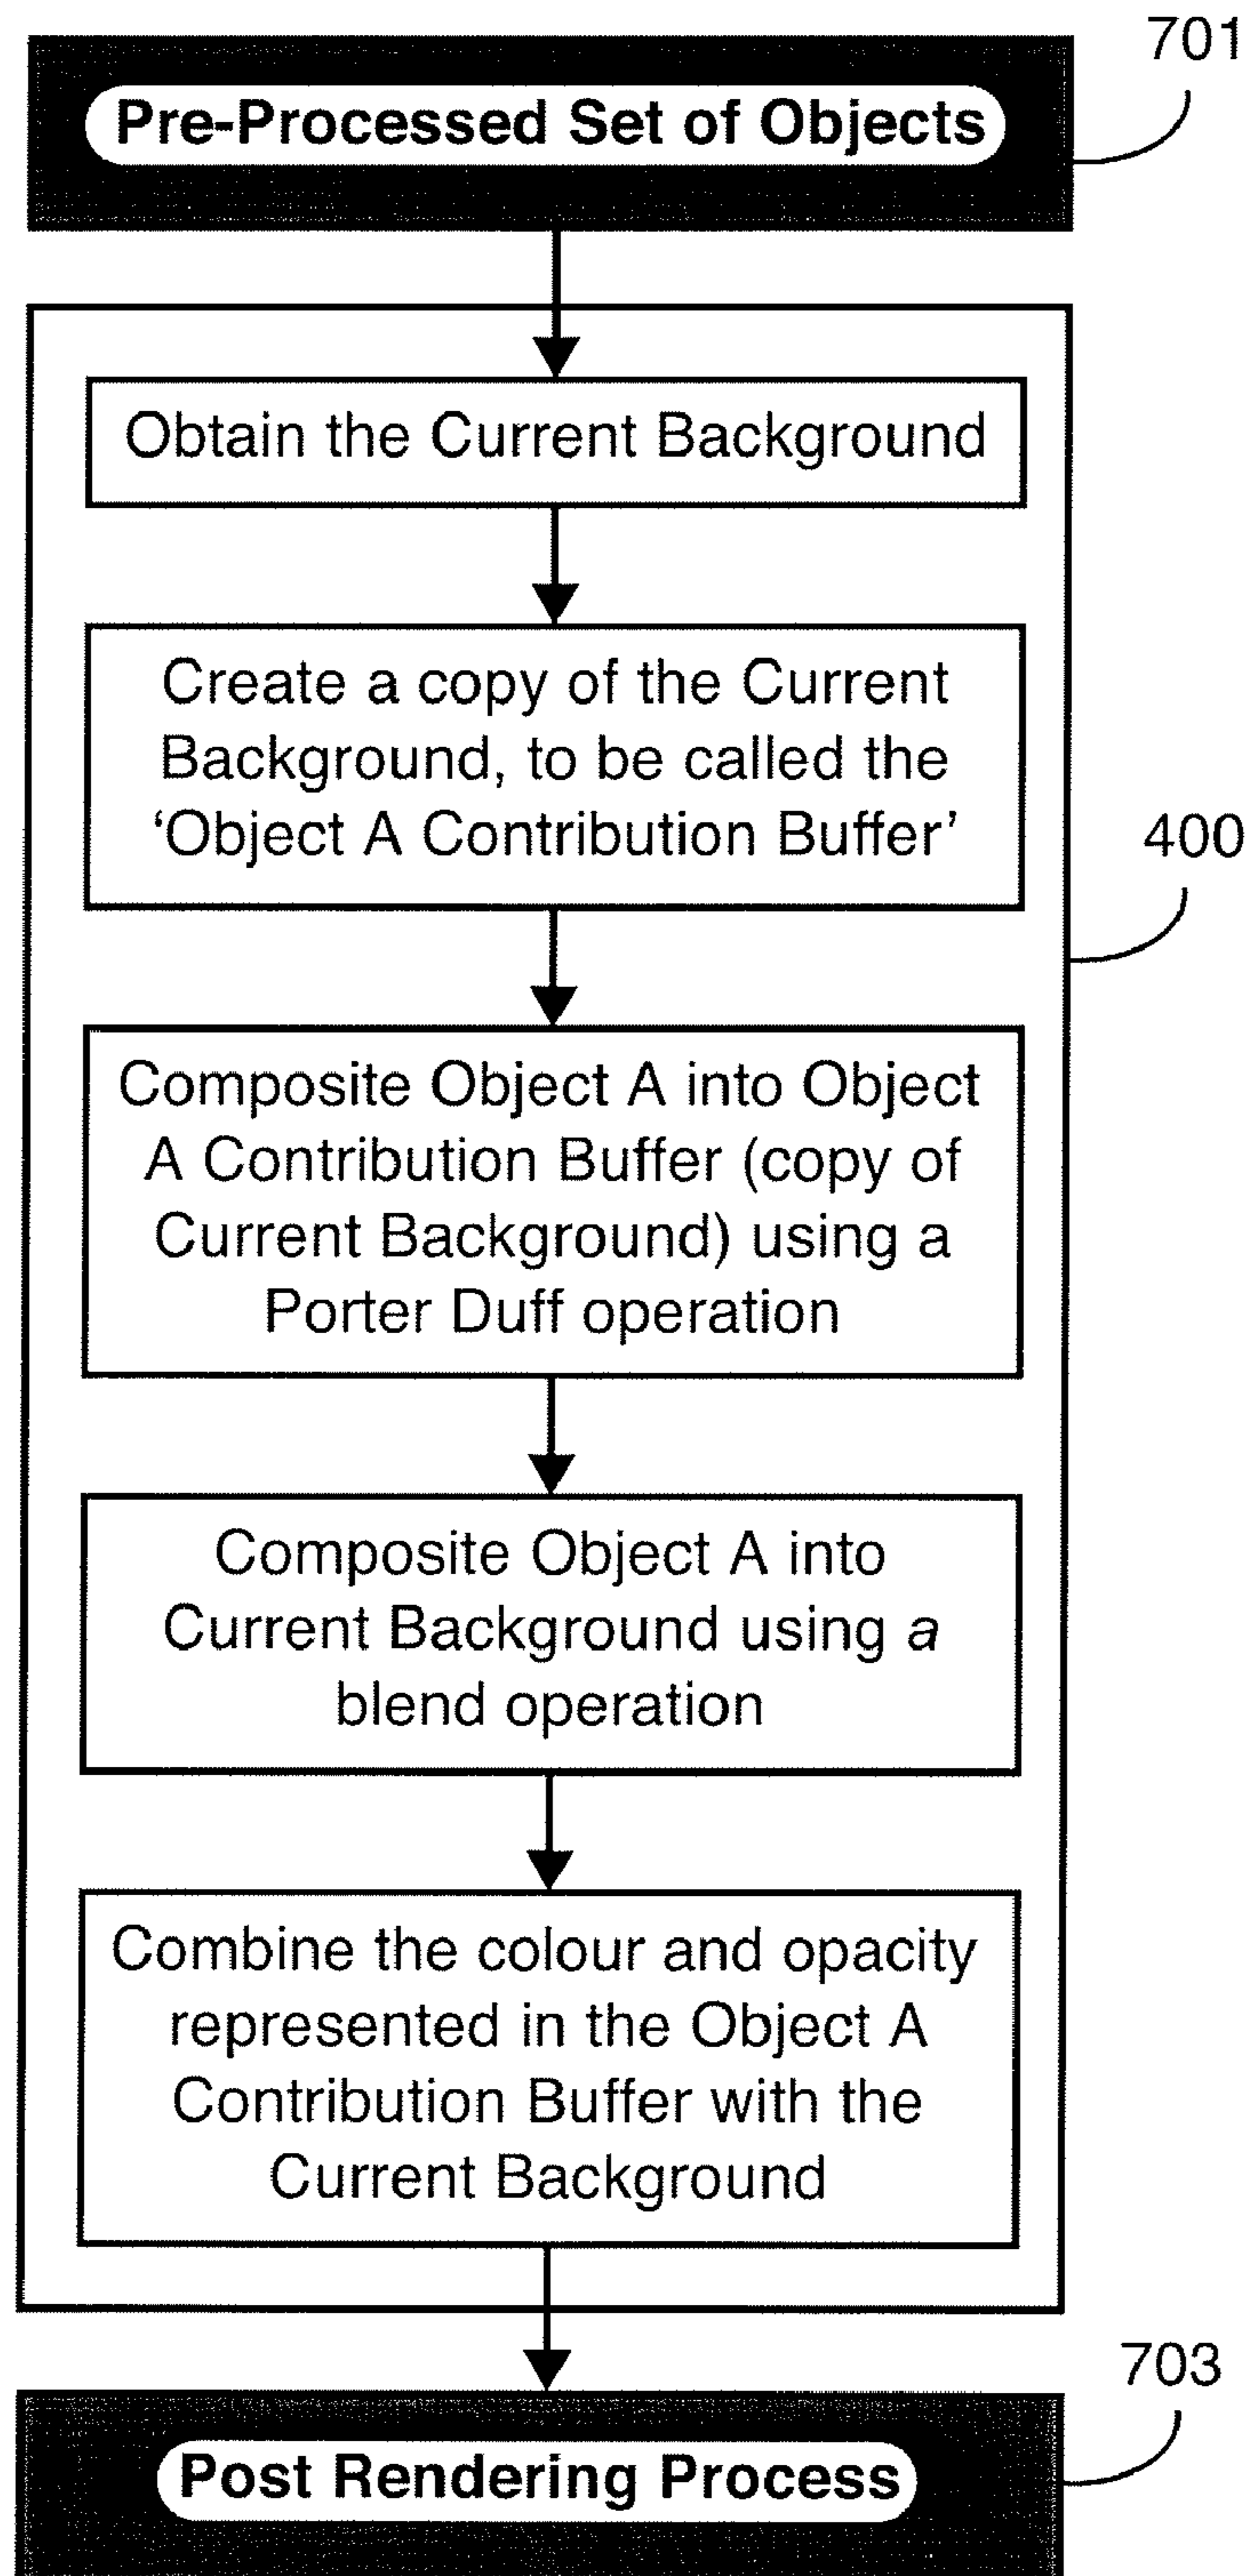 701
Pre-Processed Set of Objects
Obtain the Current Background
Create a copy of the Current
Background, to be called the
‘Object A Contribution Buffer’
400
Composite Object A into Object
A Contribution Buffer (copy of
Current Background) using a
Porter Duff operation
Composite Object A into
Current Background using a
blend operation
Combine the colour and opacity
represented in the Object A
Contribution Buffer with the
Current Background
703
Post Rendering Process